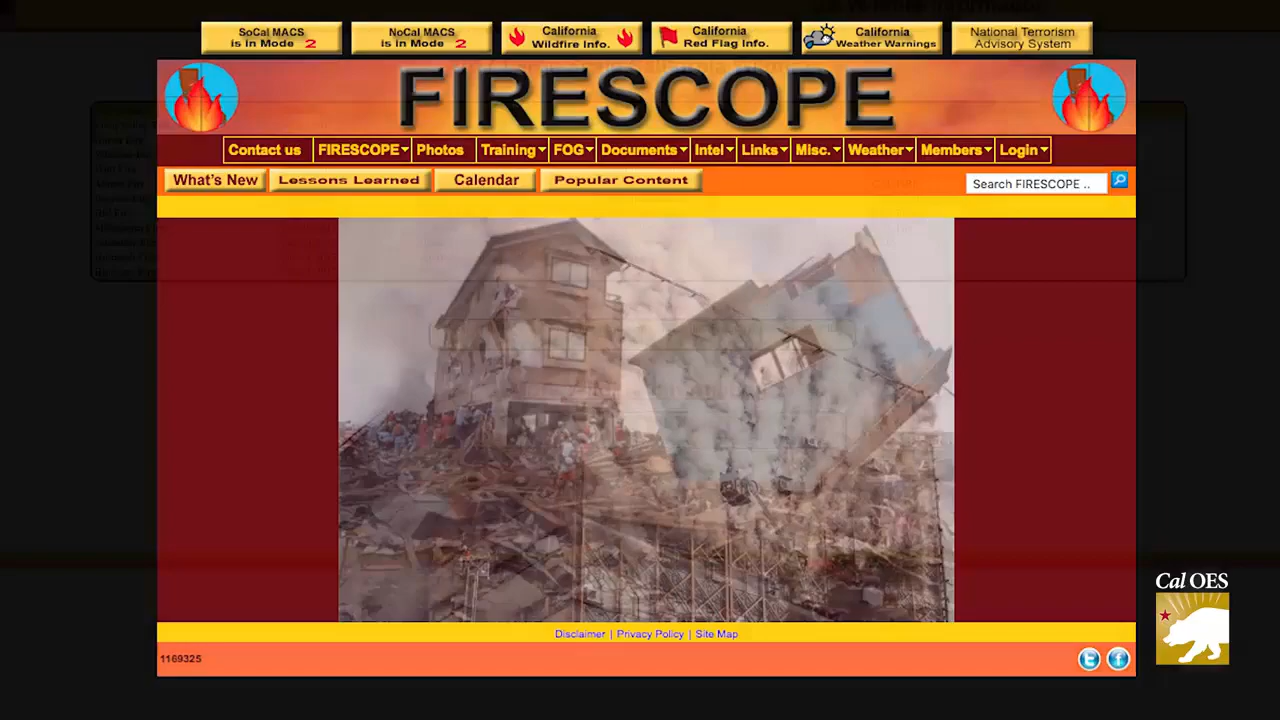 SoCal MACS
is in Mode 2
NoCal MACS
is in Mode 2
California
Wildfire Info.
California
Red Flag Info.
California
Weather Warnings
National Terrorism
Advisory System
FIRESCOPE
Contact us
FIRESCOPE
Photos
Training
FOG
Documents
Intel
Links
Misc.
Weather
Members
Login
What's New
Lessons Learned
Calendar
Popular Content
Search FIRESCOPE ..
Disclaimer | Privacy Policy | Site Map
1169325
Cal OES